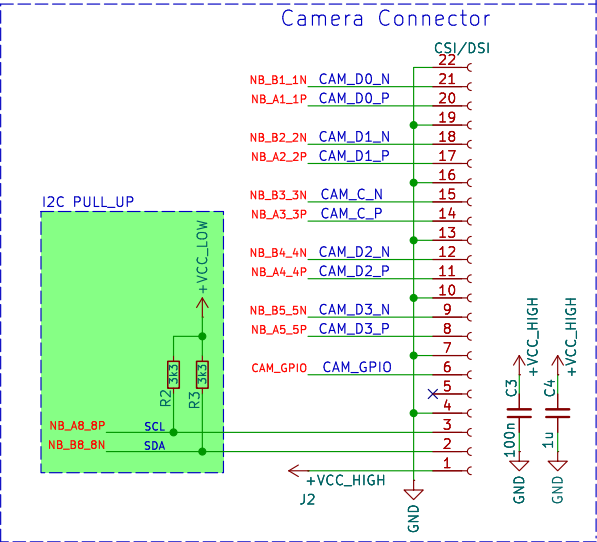 Camera Connector
CSI/DSI
22
NB_B1_1N CAM_D0_N 21
NB_A1_1P CAM_D0_P 20
19
NB_B2_2N CAM_D1_N 18
NB_A2_2P CAM_D1_P 17
16
NB_B3_3N CAM_C_N 15
NB_A3_3P CAM_C_P 14
13
NB_B4_4N CAM_D2_N 12
NB_A4_4P CAM_D2_P 11
10
NB_B5_5N CAM_D3_N 9
NB_A5_5P CAM_D3_P 8
7
CAM_GPIO CAM_GPIO 6
5
4
3
2
1
+VCC_HIGH
J2
GND
I2C PULL_UP
+VCC_LOW
R2 3k3
R3 3k3
NB_A8_8P SCL
NB_B8_8N SDA
+VCC_HIGH
C3
100n
GND
+VCC_HIGH
C4
1u
GND